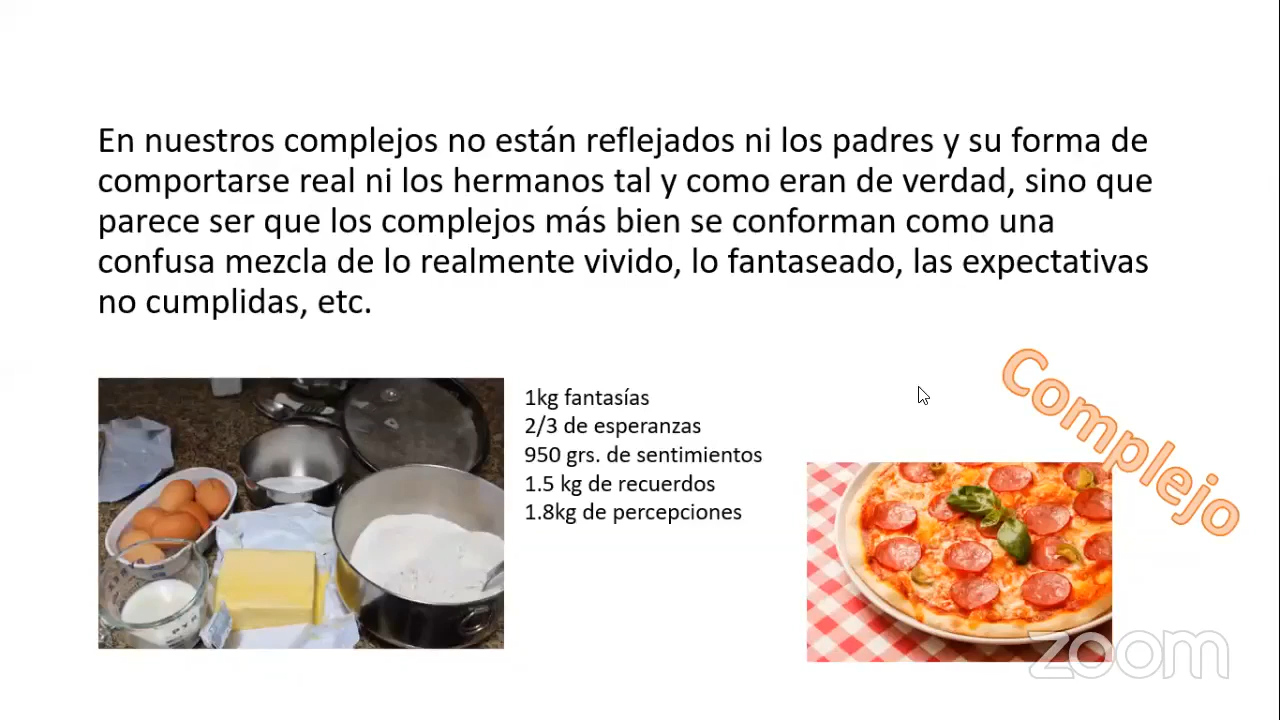 En nuestros complejos no están reflejados ni los padres y su forma de
comportarse real ni los hermanos tal y como eran de verdad, sino que
parece ser que los complejos más bien se conforman como una
confusa mezcla de lo realmente vivido, lo fantaseado, las expectativas
no cumplidas, etc.
1kg fantasías
2/3 de esperanzas
950 grs. de sentimientos
1.5 kg de recuerdos
1.8kg de percepciones
Complejo
zoom